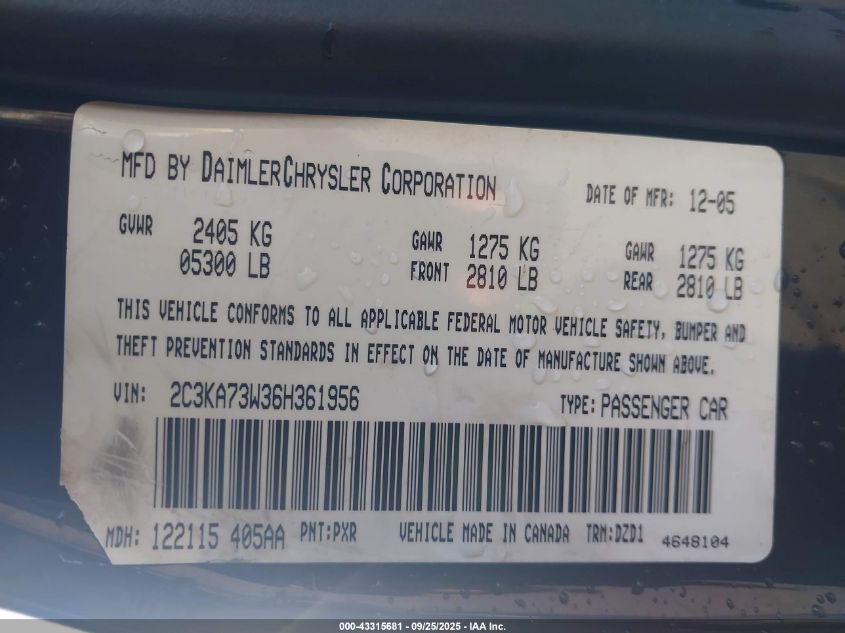 MFD BY DAIMLERCHRYSLER CORPORATION DATE OF MFR: 12-05
GVWR 2405 KG GAWR 1275 KG GAWR 1275 KG
05300 LB FRONT 2810 LB REAR 2810 LB
THIS VEHICLE CONFORMS TO ALL APPLICABLE FEDERAL MOTOR VEHICLE SAFETY, BUMPER AND
THEFT PREVENTION STANDARDS IN EFFECT ON THE DATE OF MANUFACTURE SHOWN ABOVE.
VIN: 2C3KA73W36H361956 TYPE: PASSENGER CAR
MDH: 122115 405AA PNT:PXR VEHICLE MADE IN CANADA TRM:DZD1 4648104
000-43315681 - 09/25/2025 - IAA Inc.